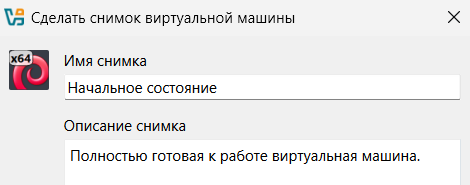 Сделать снимок виртуальной машины
x64
Имя снимка
Начальное состояние
Описание снимка
Полностью готовая к работе виртуальная машина.